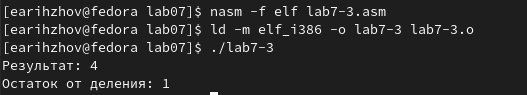 [earihzhov@fedora lab07]$ nasm -f elf lab7-3.asm
[earihzhov@fedora lab07]$ ld -m elf_i386 -o lab7-3 lab7-3.o
[earihzhov@fedora lab07]$ ./lab7-3
Результат: 4
Остаток от деления: 1